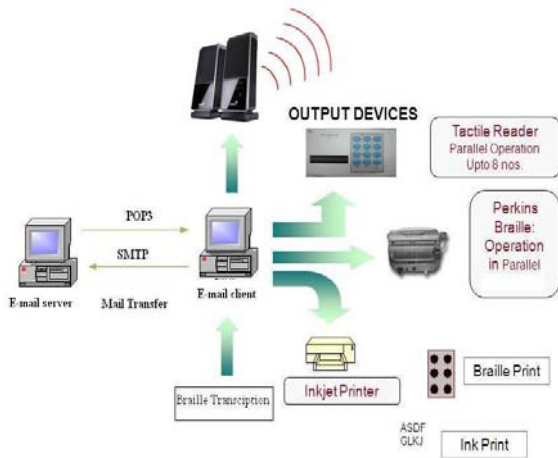 OUTPUT DEVICES
Tactile Reader
Parallel Operation
Upto 8 nos.
POP3
SMTP
E-mail server
Mail Transfer
E-mail client
Perkins
Braille:
Operation
in Parallel
Braille Transciption
Inkjet Printer
Braille Print
ASDF
GLKJ
Ink Print